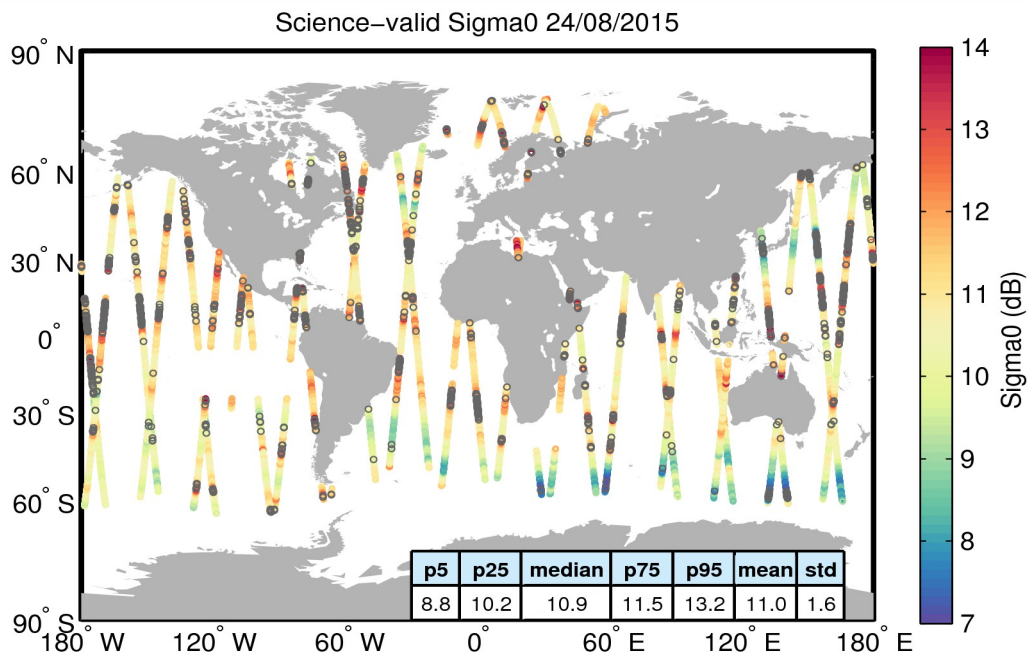 Science−valid Sigma0 24/08/2015
90° N
60° N
30° N
0°
30° S
60° S
90° S
180° W
120° W
60° W
0°
60° E
120° E
180° E
14
13
12
11
10
9
8
7
Sigma0 (dB)
p5 p25 median p75 p95 mean std
8.8 10.2 10.9 11.5 13.2 11.0 1.6